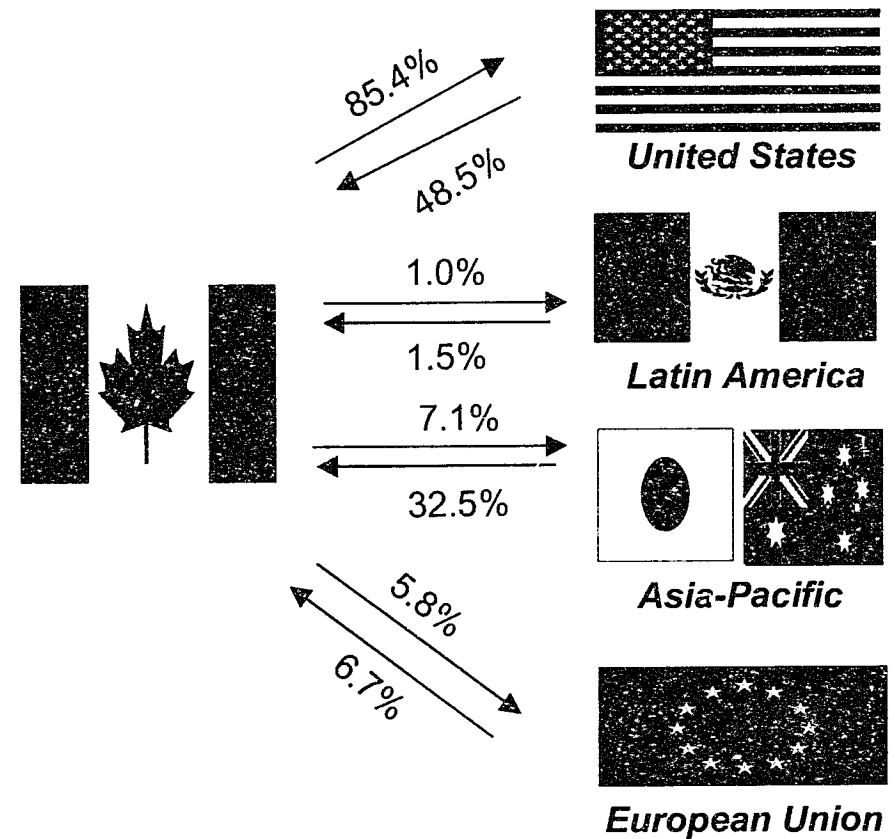 85.4%
48.5%
United States
1.0%
1.5%
Latin America
7.1%
32.5%
Asia-Pacific
5.8%
6.7%
European Union